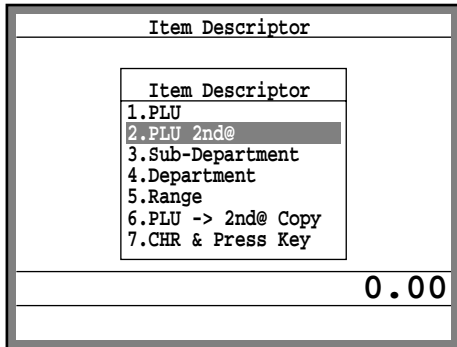 Item Descriptor
Item Descriptor
1.PLU
2.PLU 2nd@
3.Sub-Department
4.Department
5.Range
6.PLU -> 2nd@ Copy
7.CHR & Press Key
0.00